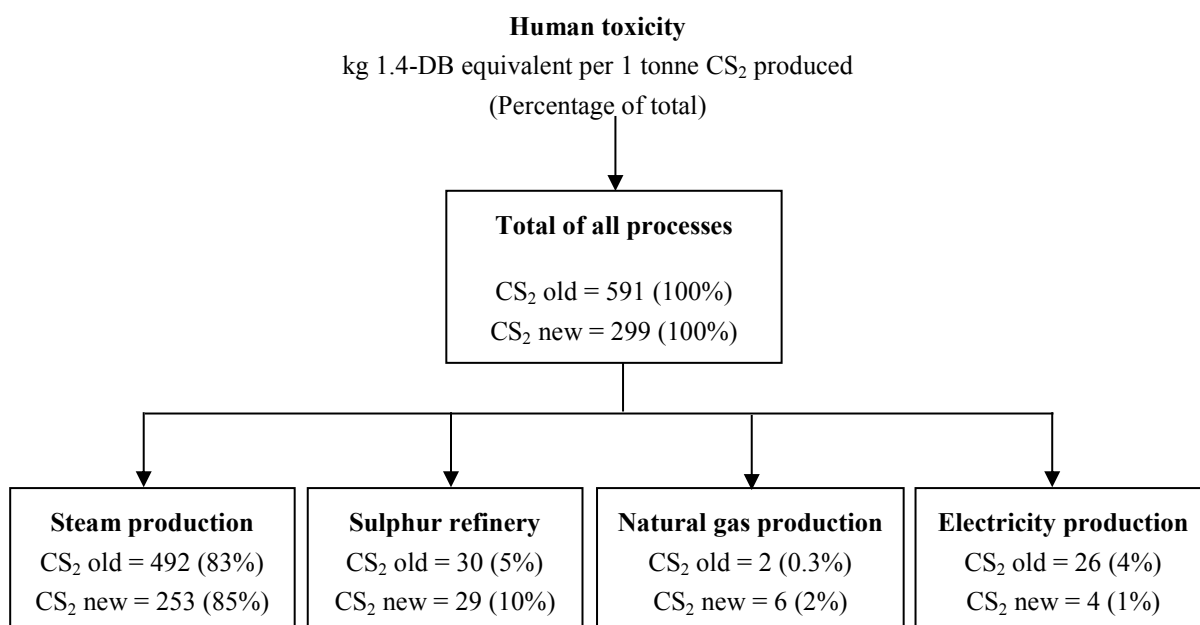 Human toxicity
kg 1.4-DB equivalent per 1 tonne CS₂ produced
(Percentage of total)
Total of all processes
CS₂ old = 591 (100%)
CS₂ new = 299 (100%)
Steam production
CS₂ old = 492 (83%)
CS₂ new = 253 (85%)
Sulphur refinery
CS₂ old = 30 (5%)
CS₂ new = 29 (10%)
Natural gas production
CS₂ old = 2 (0.3%)
CS₂ new = 6 (2%)
Electricity production
CS₂ old = 26 (4%)
CS₂ new = 4 (1%)